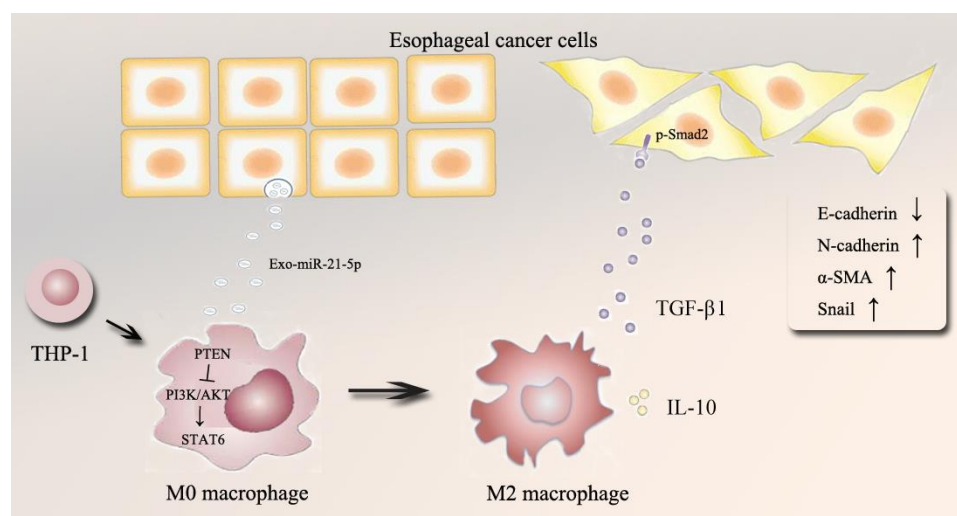 Esophageal cancer cells
p-Smad2
E-cadherin ↓
N-cadherin ↑
α-SMA ↑
Snail ↑
Exo-miR-21-5p
TGF-β1
THP-1
PTEN
PI3K/AKT
STAT6
IL-10
M0 macrophage
M2 macrophage